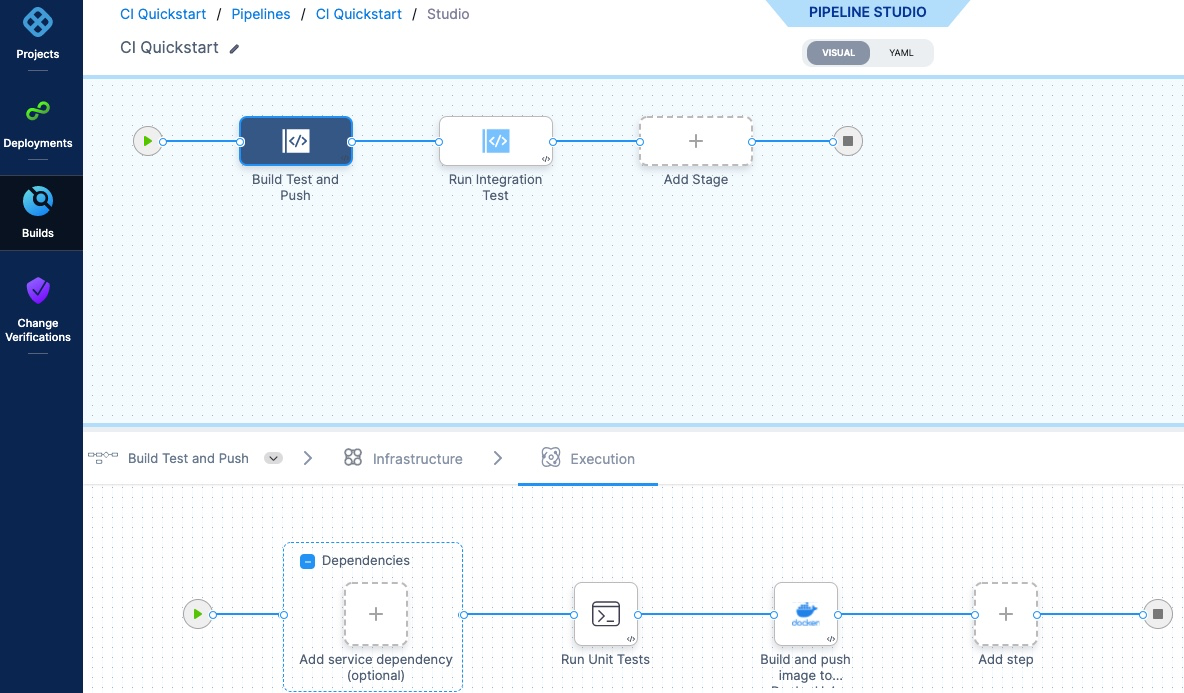 Projects
Deployments
Builds
Change
Verifications
CI Quickstart / Pipelines / CI Quickstart / Studio
CI Quickstart
PIPELINE STUDIO
VISUAL YAML
Build Test and
Push
Run Integration
Test
Add Stage
Build Test and Push
Infrastructure
Execution
Dependencies
Add service dependency
(optional)
Run Unit Tests
docker
Build and push
image to...
Add step